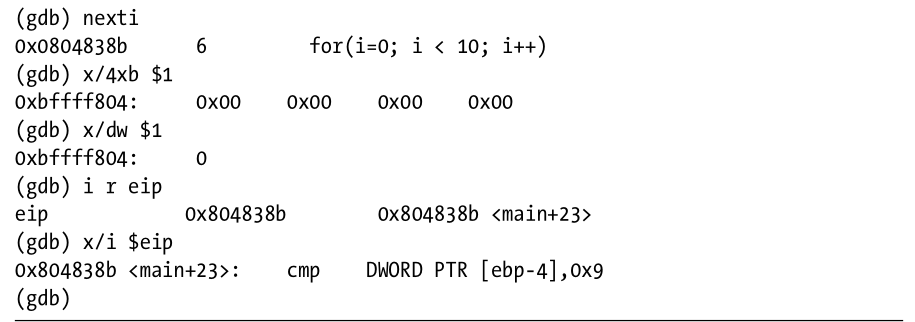 (gdb) nexti
0x0804838b 6 for(i=0; i < 10; i++)
(gdb) x/4xb $1
0xbffff804: 0x00 0x00 0x00 0x00
(gdb) x/dw $1
0xbffff804: 0
(gdb) i r eip
eip 0x804838b 0x804838b <main+23>
(gdb) x/i $eip
0x804838b <main+23>: cmp DWORD PTR [ebp-4],0x9
(gdb)